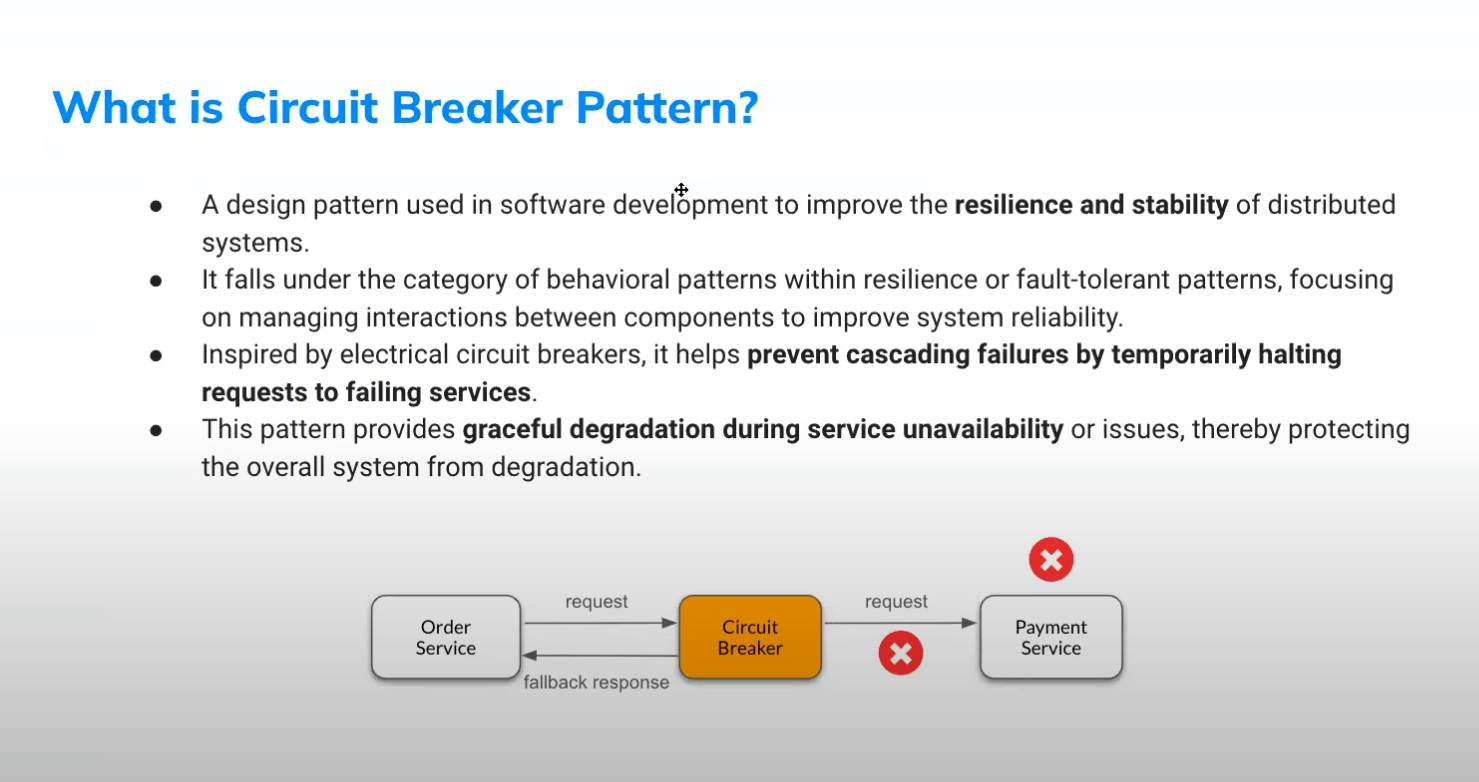 What is Circuit Breaker Pattern?
● A design pattern used in software development to improve the resilience and stability of distributed
systems.
● It falls under the category of behavioral patterns within resilience or fault-tolerant patterns, focusing
on managing interactions between components to improve system reliability.
● Inspired by electrical circuit breakers, it helps prevent cascading failures by temporarily halting
requests to failing services.
● This pattern provides graceful degradation during service unavailability or issues, thereby protecting
the overall system from degradation.
Order
Service
request
fallback response
Circuit
Breaker
request
Payment
Service